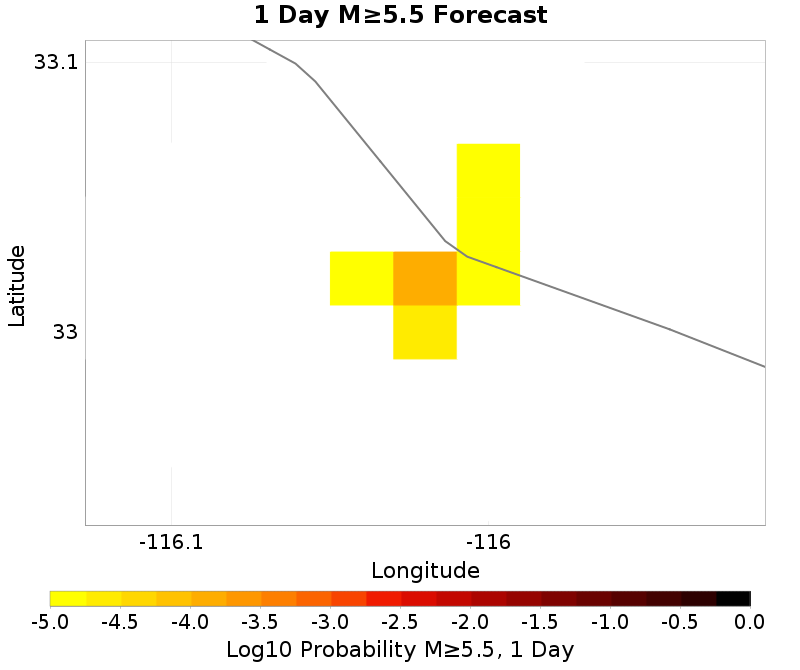 1 Day M≥5.5 Forecast
33.1
33
Latitude
-116.1 -116
Longitude
-5.0 -4.5 -4.0 -3.5 -3.0 -2.5 -2.0 -1.5 -1.0 -0.5 0.0
Log10 Probability M≥5.5, 1 Day